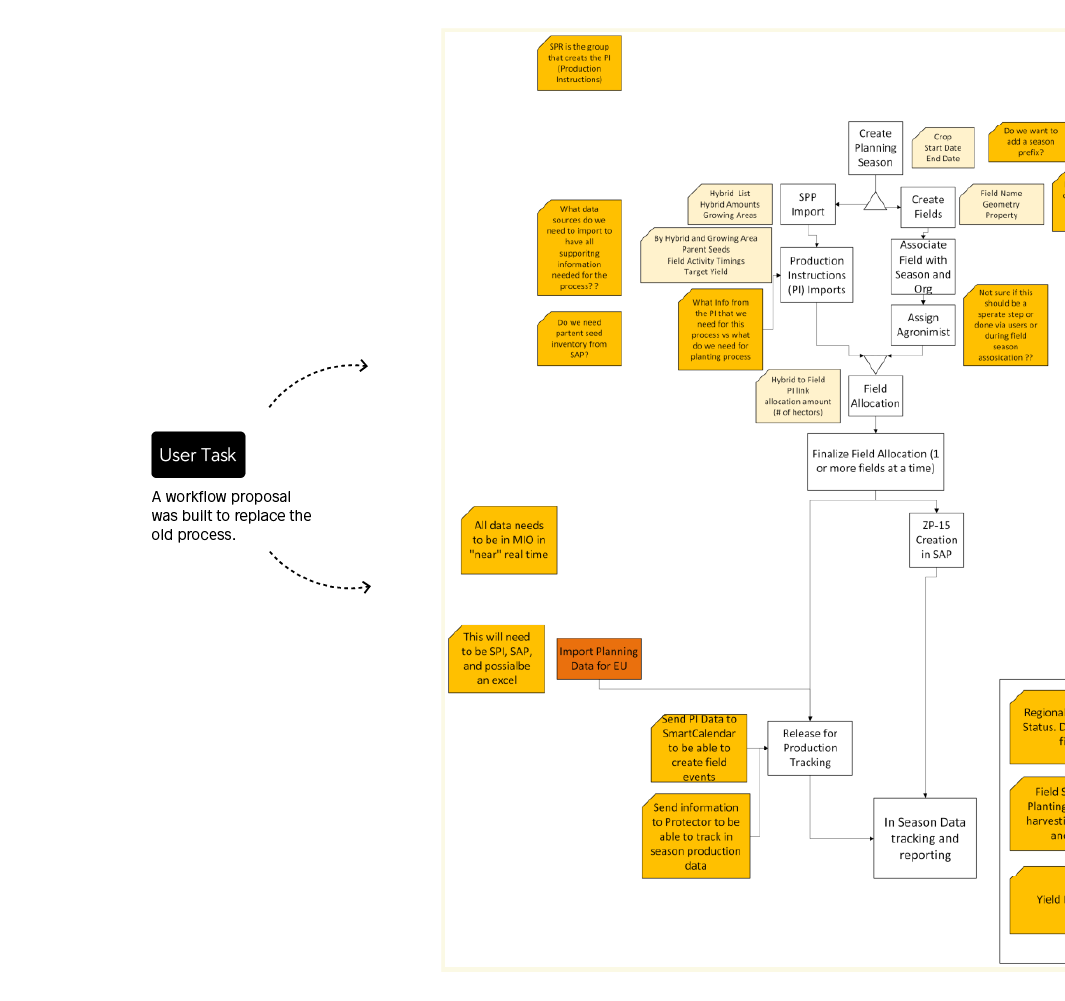 SPR is the group
that creats the PI
(Production
Instructions)
Create
Planning
Season
Crop
Start Date
End Date
Do we want to
add a season
prefix?
Hybrid List
Hybrid Amounts
Growing Areas
SPP
Import
Create
Fields
Field Name
Geometry
Property
What data
sources do we
need to import to
have all
supporting
information
needed for the
process? ?
By Hybrid and Growing Area
Parent Seeds
Field Activity Timings
Target Yield
Production
Instructions
(PI) Imports
Associate
Field with
Season and
Org
What Info from
the PI that we
need for this
process vs what
do we need for
planting process
Not sure if this
should be a
sperate step or
done via users or
during field
season
assosication ??
Do we need
partent seed
inventory from
SAP?
Assign
Agronimist
Hybrid to Field
PI link
allocation amount
(# of hectors)
Field
Allocation
User Task
A workflow proposal
was built to replace the
old process.
Finalize Field Allocation (1
or more fields at a time)
All data needs
to be in MIO in
"near" real time
ZP-15
Creation
in SAP
This will need
to be SPI, SAP,
and possialbe
an excel
Import Planning
Data for EU
Send PI Data to
SmartCalendar
to be able to
create field
events
Release for
Production
Tracking
Regional
Status. D
fi
Send information
to Protector to be
able to track in
season production
data
In Season Data
tracking and
reporting
Field S
Planting
harvesti
and
Yield